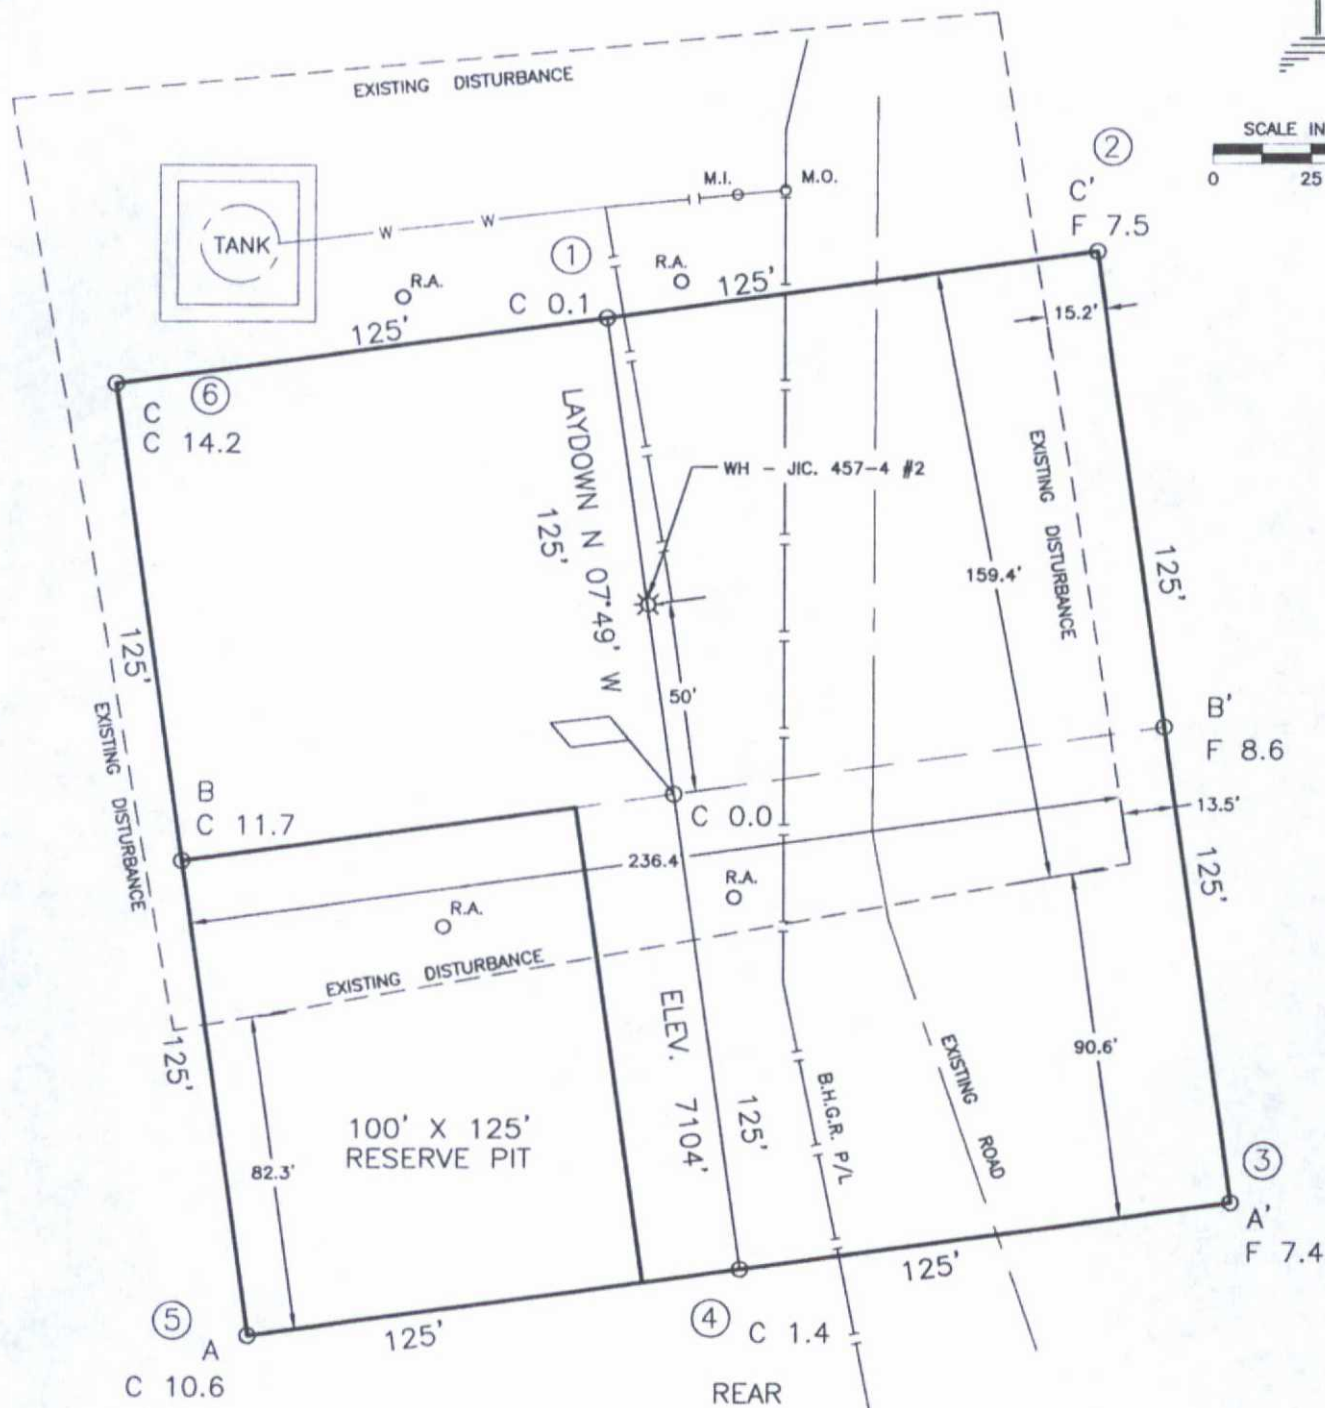 EXISTING DISTURBANCE
SCALE IN
0 25
2
C'
F 7.5
M.I.
M.O.
W W
TANK
1
R.A.
R.A.
125'
C 0.1
15.2'
125'
6
C
C 14.2
LAYDOWN N 07°49' W
125'
WH - JIC. 457-4 #2
EXISTING DISTURBANCE
159.4'
125'
125'
50'
B'
F 8.6
EXISTING DISTURBANCE
B
C 11.7
C 0.0
13.5'
236.4
125'
R.A.
R.A.
EXISTING DISTURBANCE
ELEV. 7104'
125'
125'
B.H.G.R. P/L
EXISTING ROAD
90.6'
100' X 125'
RESERVE PIT
82.3'
3
A'
F 7.4
125'
5
A
C 10.6
125'
4
C 1.4
REAR